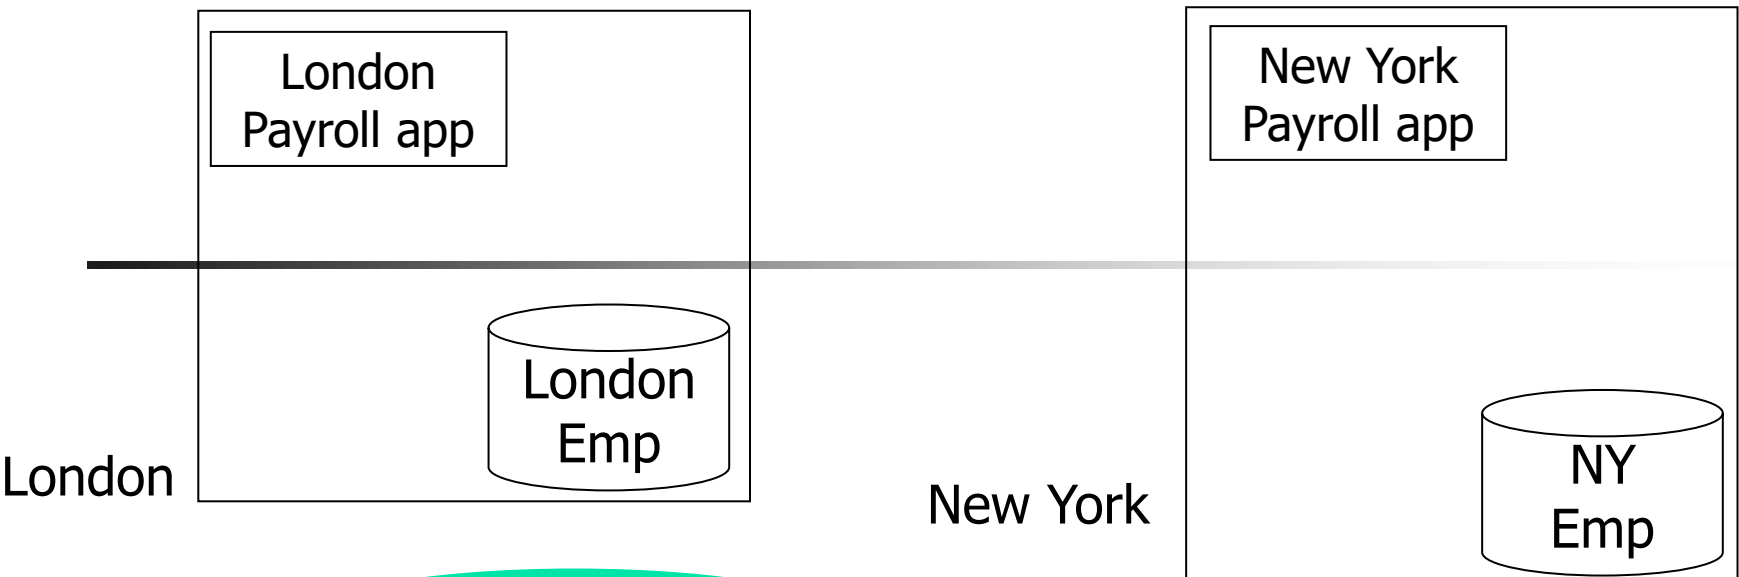 London
Payroll app
New York
Payroll app
London
Emp
London
NY
Emp
New York